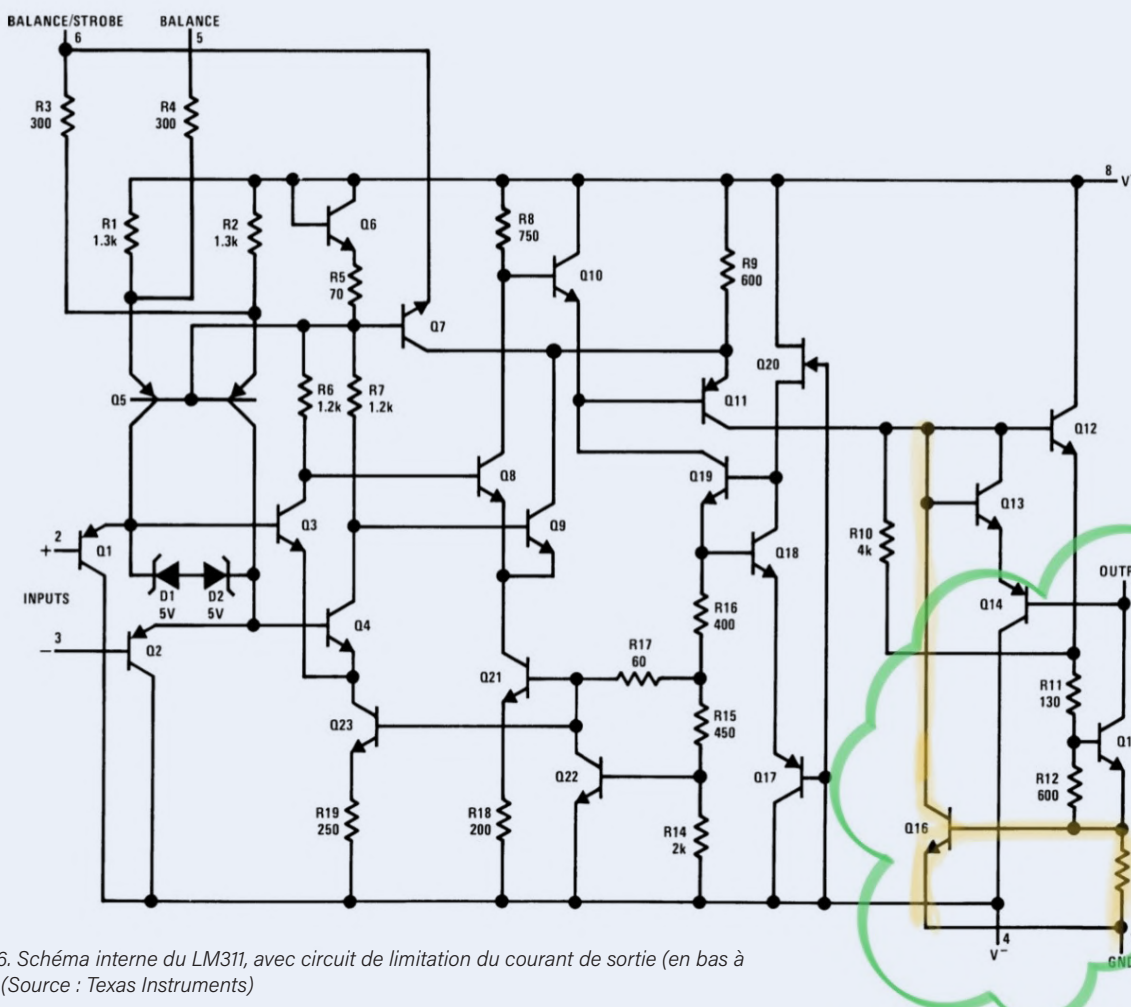 BALANCE/STROBE BALANCE
6 5
R3
300
R4
300
8
R1
1.3k
R2
1.3k
Q6
R8
750
R5
70
Q10
R9
600
Q7
Q20
Q5
R6
1.2k
R7
1.2k
Q11
Q12
Q8
Q19
Q13
+ 2
Q1
Q3
Q9
Q18
R10
4k
INPUTS
D1
5V
D2
5V
Q14
R16
400
− 3
Q2
Q4
R17
60
Q21
R11
130
R15
450
Q23
Q22
Q17
R12
600
R19
250
R18
200
R14
2k
Q16
4
V−
GND
6. Schéma interne du LM311, avec circuit de limitation du courant de sortie (en bas à
(Source : Texas Instruments)